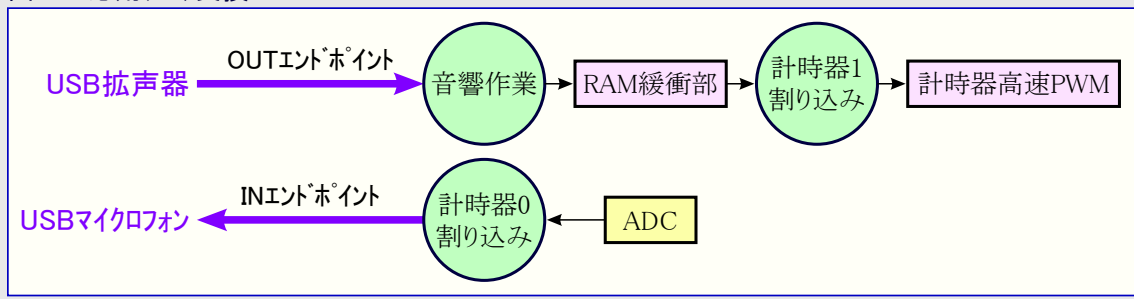 OUTエンドポイント
USB拡声器
音響作業
RAM緩衝部
計時器1
割り込み
計時器高速PWM
INエンドポイント
USBマイクロフォン
計時器0
割り込み
ADC